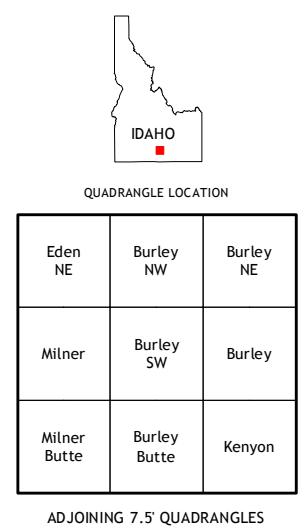 IDAHO
QUADRANGLE LOCATION
Eden
NE
Burley
NW
Burley
NE
Milner
Burley
SW
Burley
Milner
Butte
Burley
Butte
Kenyon
ADJOINING 7.5' QUADRANGLES